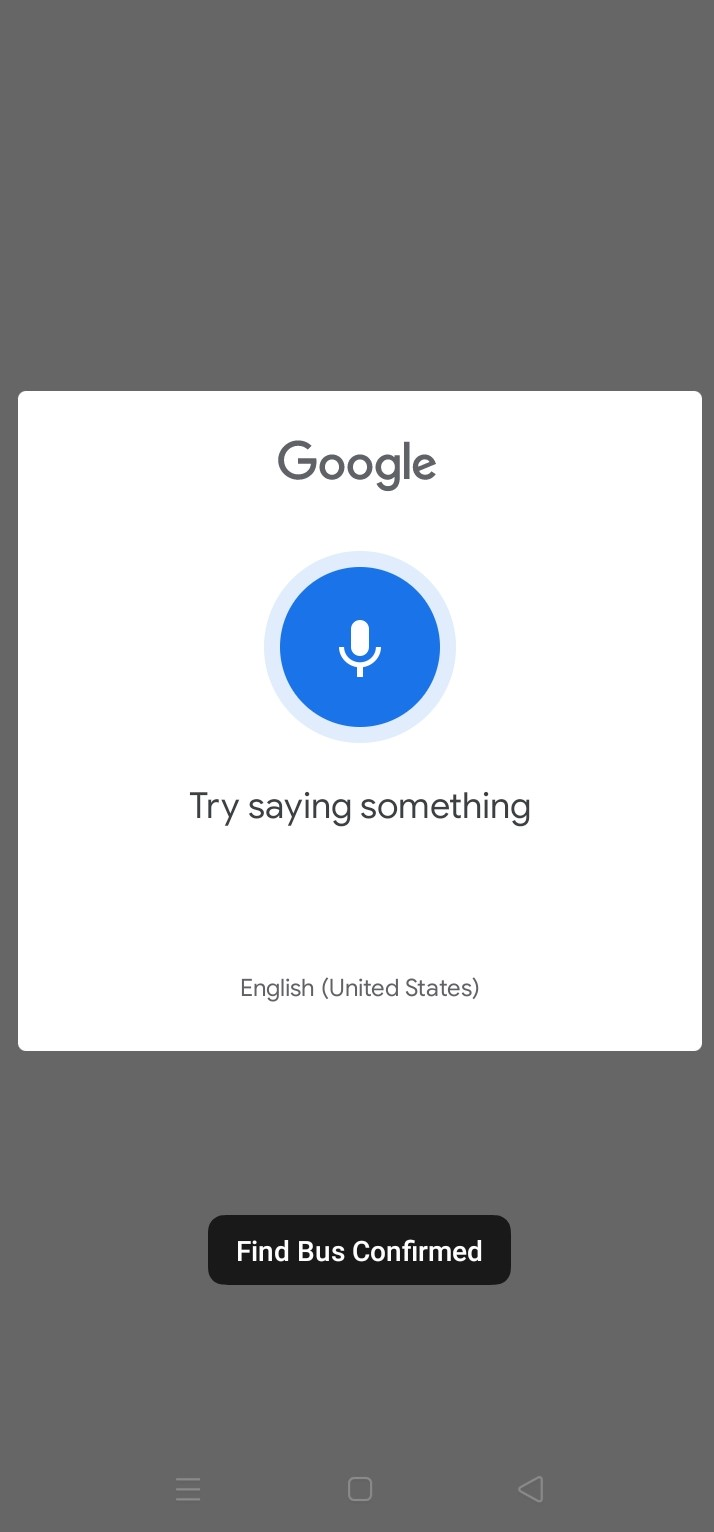 Google
Try saying something
English (United States)
Find Bus Confirmed